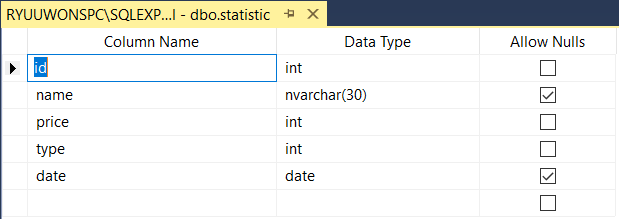 RYUUWONSPC\SQLEXP...l - dbo.statistic
Column Name Data Type Allow Nulls
id int
name nvarchar(30)
price int
type int
date date